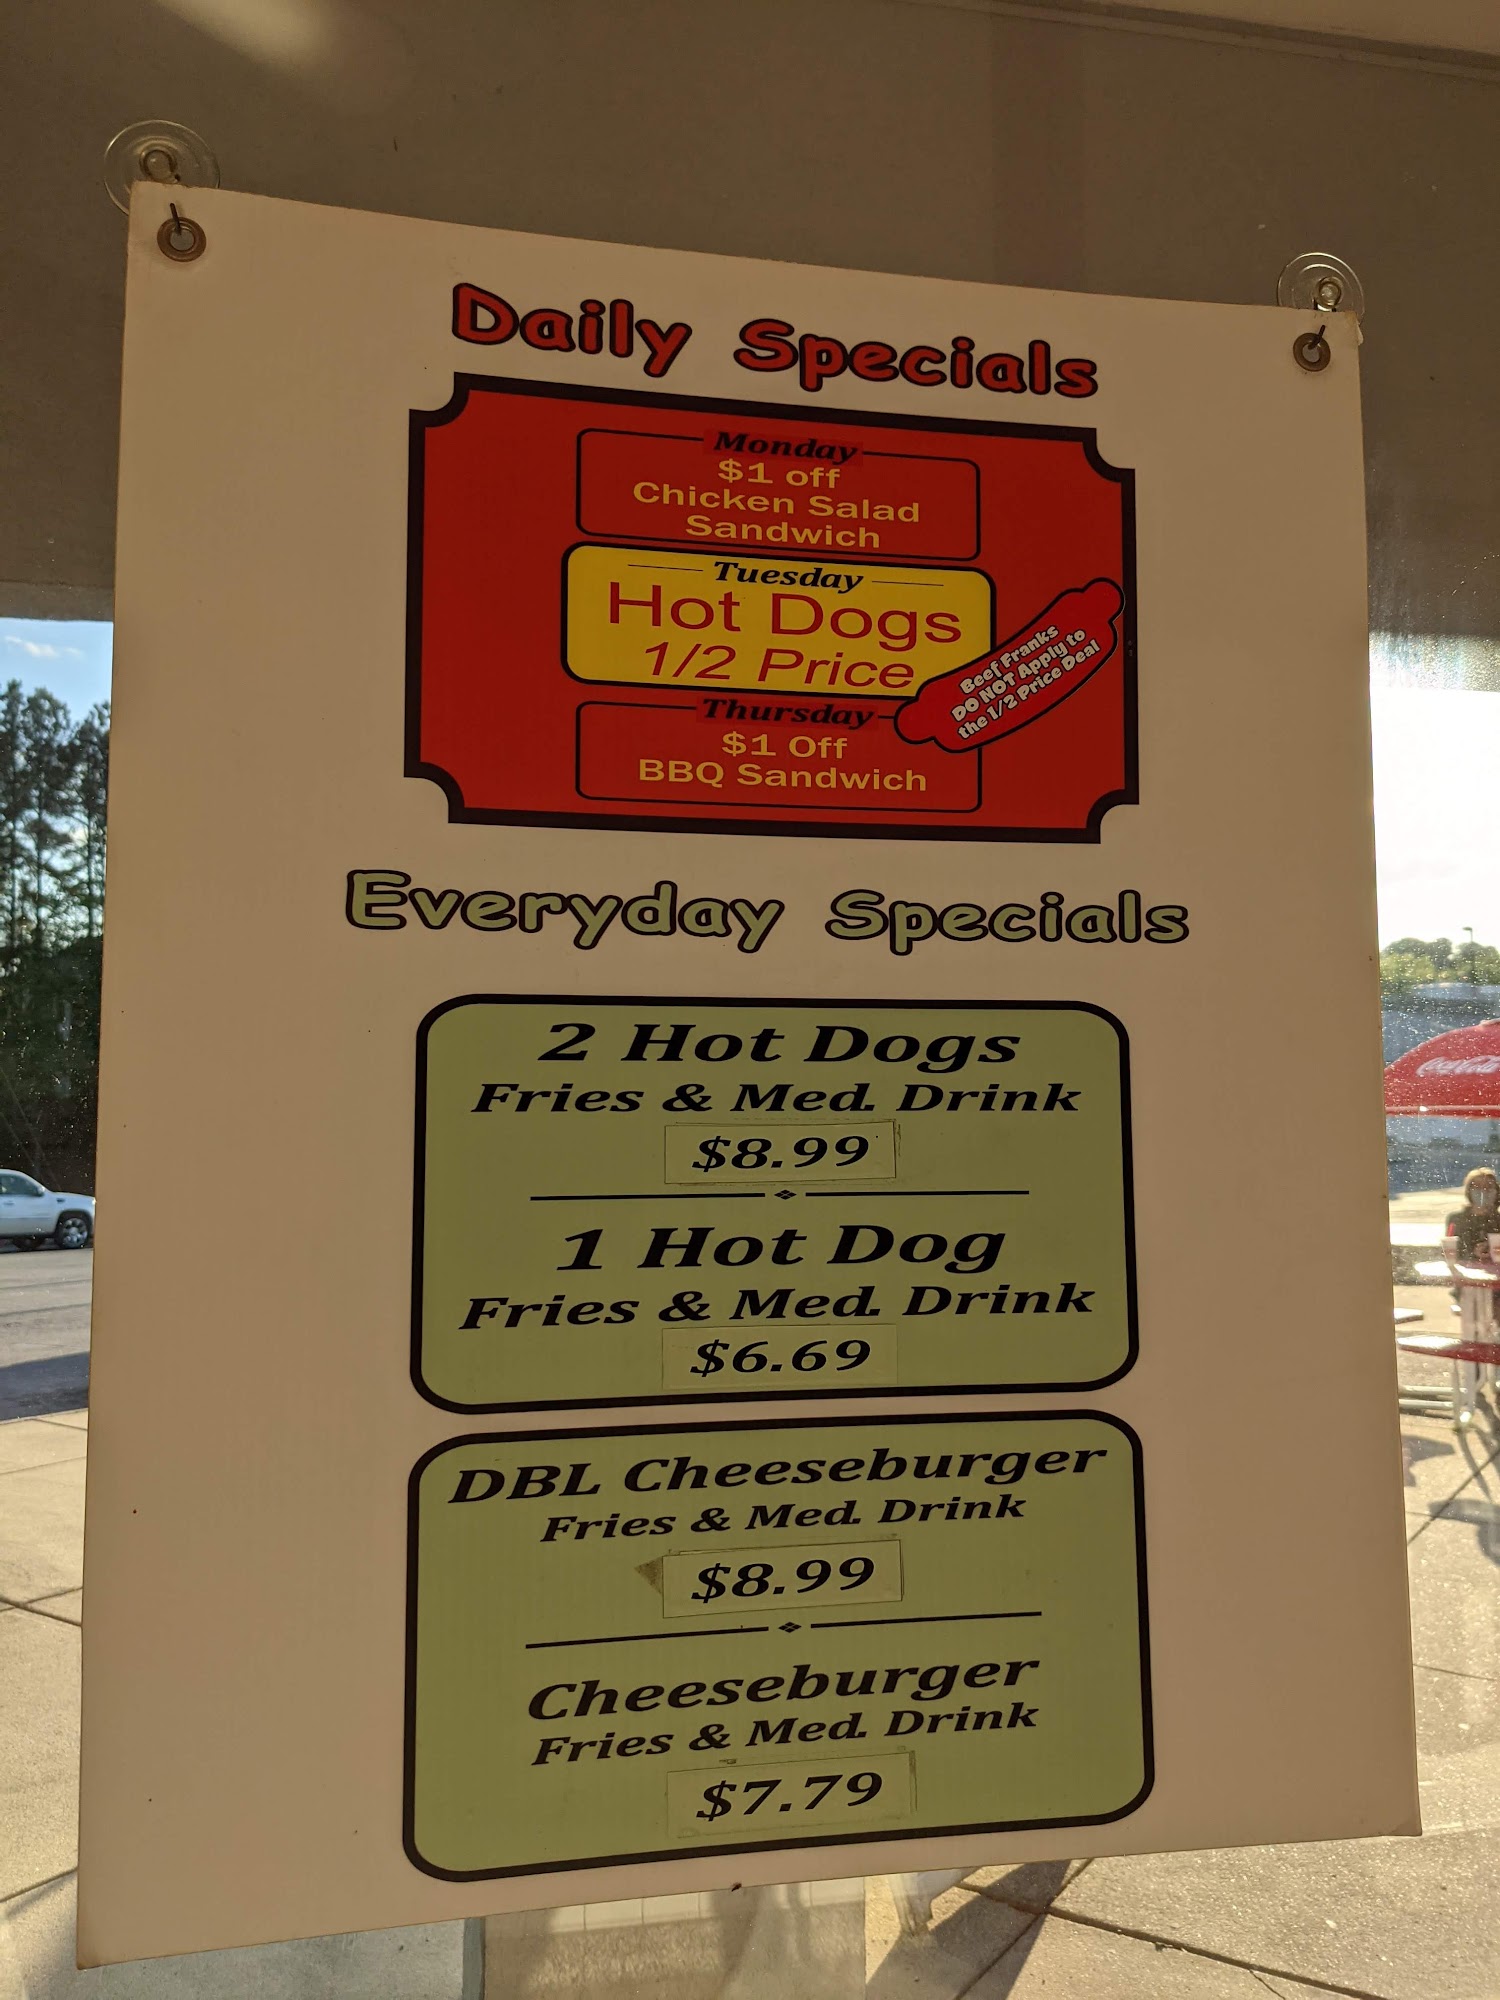 Daily Specials
Monday
$1 off
Chicken Salad
Sandwich
Tuesday
Hot Dogs
1/2 Price
Beef Franks
DO NOT Apply to
the 1/2 Price Deal
Thursday
$1 Off
BBQ Sandwich
Everyday Specials
2 Hot Dogs
Fries & Med. Drink
$8.99
1 Hot Dog
Fries & Med. Drink
$6.69
DBL Cheeseburger
Fries & Med. Drink
$8.99
Cheeseburger
Fries & Med. Drink
$7.79
Coca-Cola